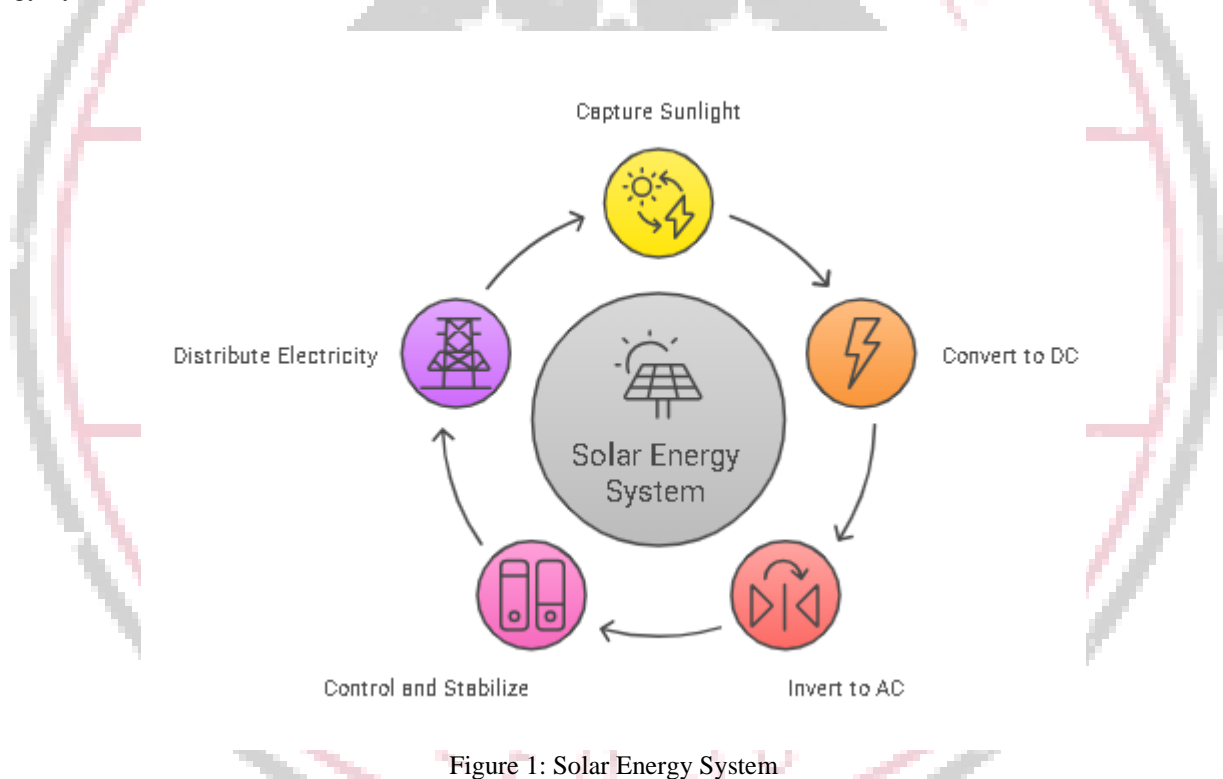 Capture Sunlight
Distribute Electricity
Convert to DC
Solar Energy
System
Control and Stabilize
Invert to AC
Figure 1: Solar Energy System